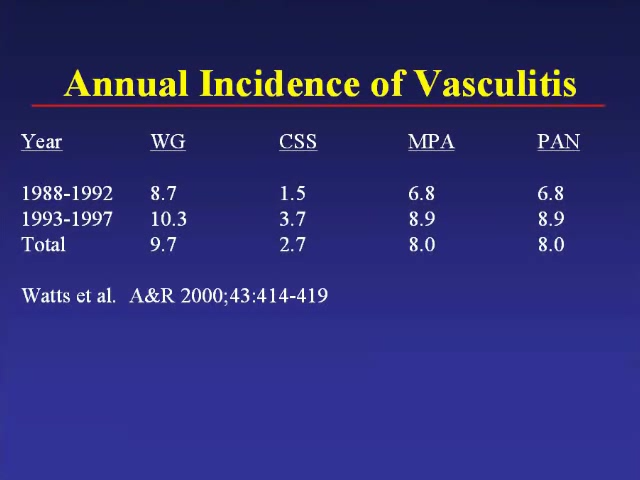 Annual Incidence of Vasculitis
Year WG CSS MPA PAN
1988-1992 8.7 1.5 6.8 6.8
1993-1997 10.3 3.7 8.9 8.9
Total 9.7 2.7 8.0 8.0
Watts et al. A&R 2000;43:414-419